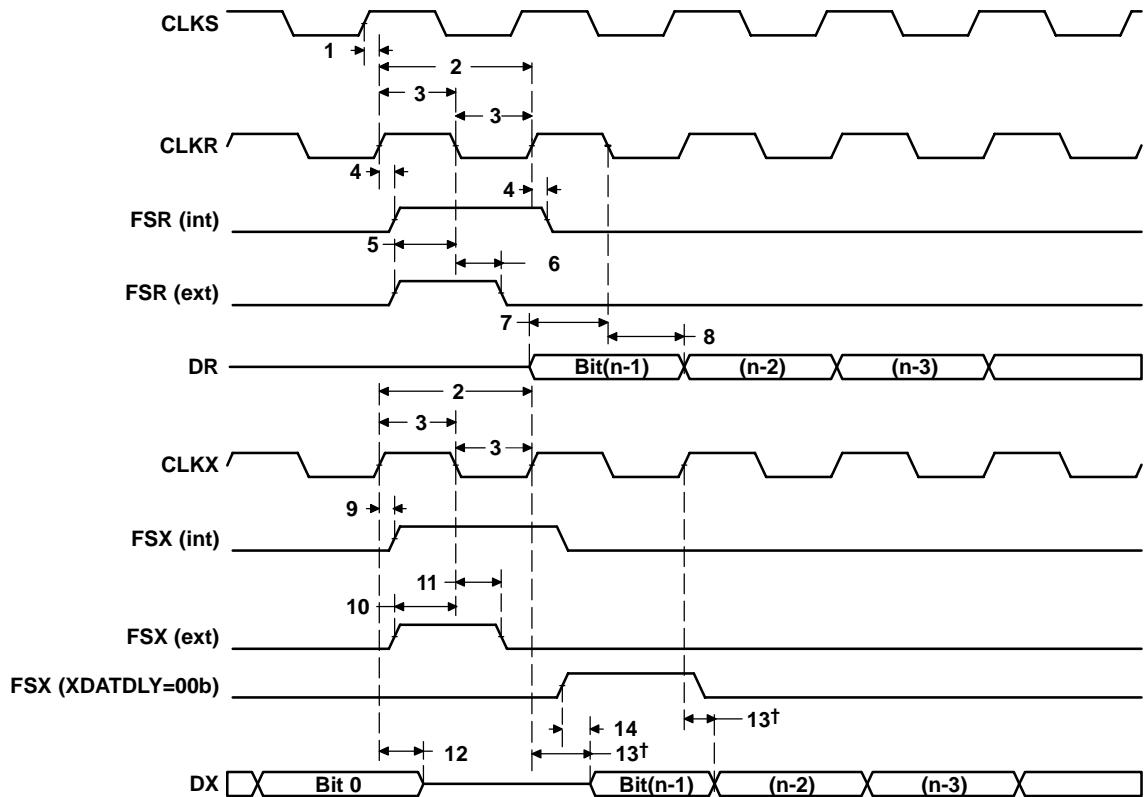 CLKS
1
2
3
3
CLKR
4
4
FSR (int)
5
6
FSR (ext)
7
8
DR
Bit(n-1)
(n-2)
(n-3)
2
3
3
CLKX
9
FSX (int)
11
10
FSX (ext)
FSX (XDATDLY=00b)
14
13†
12
13†
DX
Bit 0
Bit(n-1)
(n-2)
(n-3)